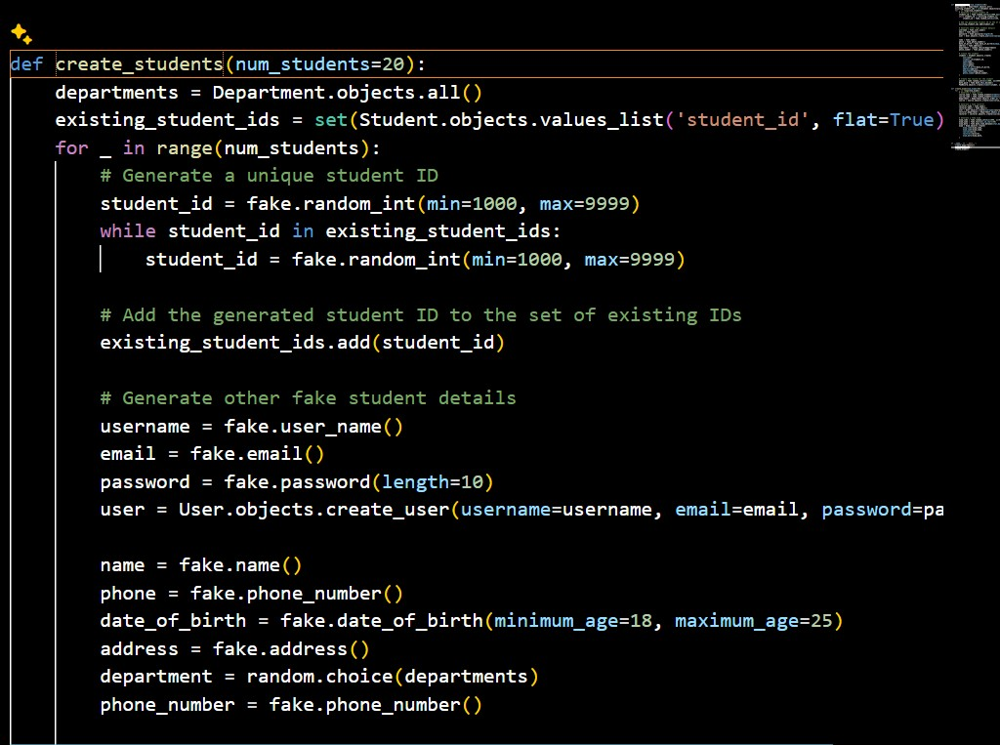 def create_students(num_students=20):
    departments = Department.objects.all()
    existing_student_ids = set(Student.objects.values_list('student_id', flat=True)
    for _ in range(num_students):
        # Generate a unique student ID
        student_id = fake.random_int(min=1000, max=9999)
        while student_id in existing_student_ids:
            student_id = fake.random_int(min=1000, max=9999)
        # Add the generated student ID to the set of existing IDs
        existing_student_ids.add(student_id)
        # Generate other fake student details
        username = fake.user_name()
        email = fake.email()
        password = fake.password(length=10)
        user = User.objects.create_user(username=username, email=email, password=pa
        name = fake.name()
        phone = fake.phone_number()
        date_of_birth = fake.date_of_birth(minimum_age=18, maximum_age=25)
        address = fake.address()
        department = random.choice(departments)
        phone_number = fake.phone_number()